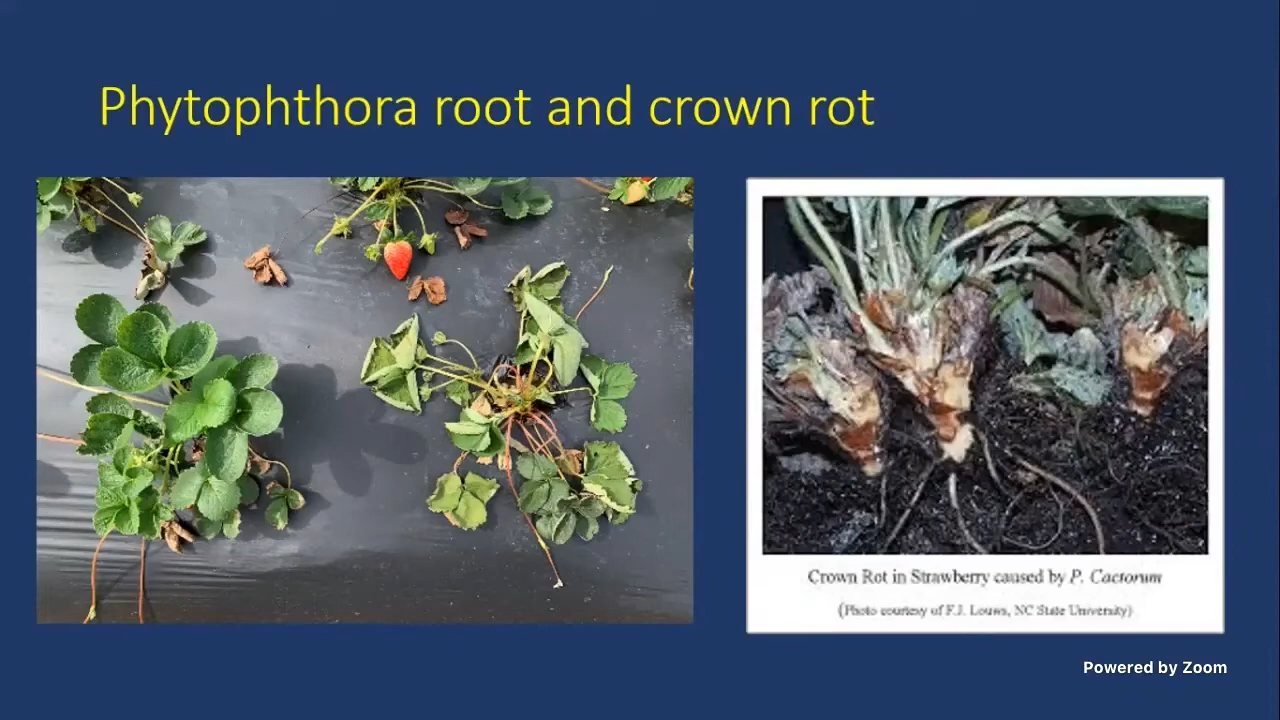 Phytophthora root and crown rot
Crown Rot in Strawberry caused by P. Cactorum
(Photo courtesy of F.J. Louws, NC State University)
Powered by Zoom